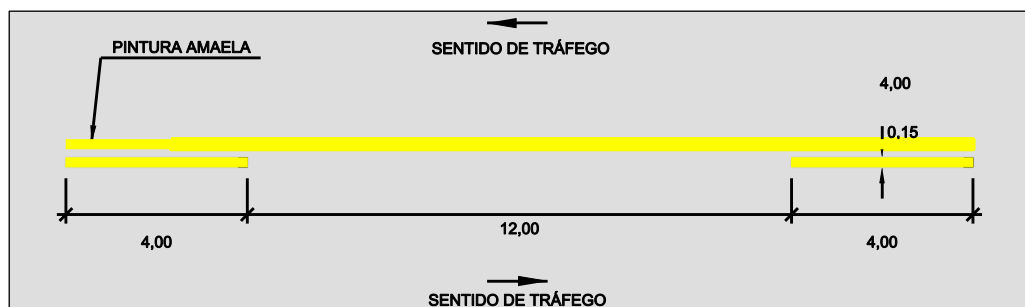 SENTIDO DE TRÁFEGO
PINTURA AMAELA
4,00
0,15
4,00
12,00
4,00
SENTIDO DE TRÁFEGO